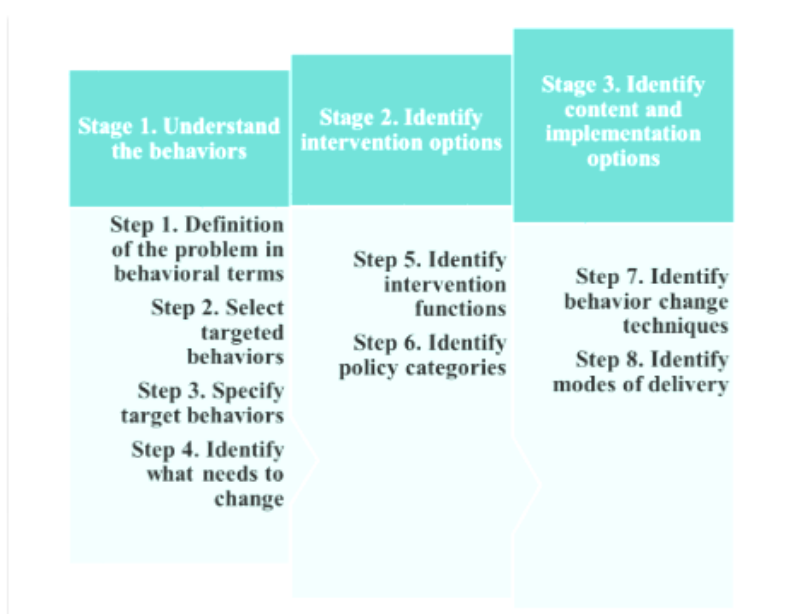 Stage 1. Understand
the behaviors
Step 1. Definition
of the problem in
behavioral terms
Step 2. Select
targeted
behaviors
Step 3. Specify
target behaviors
Step 4. Identify
what needs to
change
Stage 2. Identify
intervention options
Step 5. Identify
intervention
functions
Step 6. Identify
policy categories
Stage 3. Identify
content and
implementation
options
Step 7. Identify
behavior change
techniques
Step 8. Identify
modes of delivery